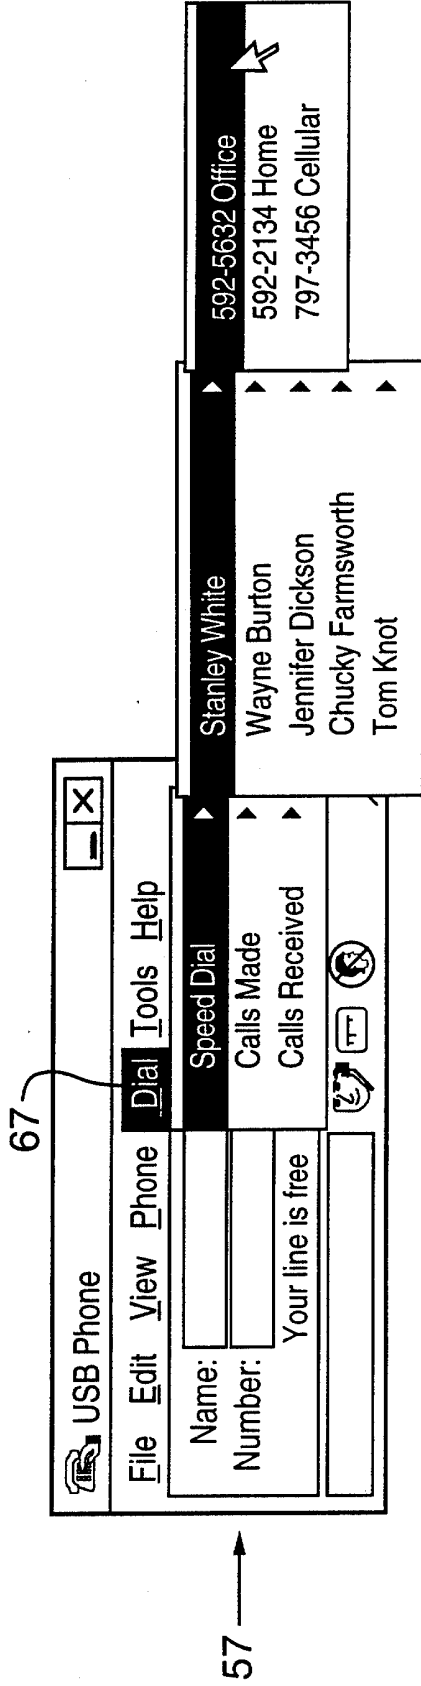 67
USB Phone
File Edit View Phone Dial Tools Help
Name:
Number:
Your line is free
Speed Dial
Calls Made
Calls Received
Stanley White
Wayne Burton
Jennifer Dickson
Chucky Farmsworth
Tom Knot
592-5632 Office
592-2134 Home
797-3456 Cellular
57